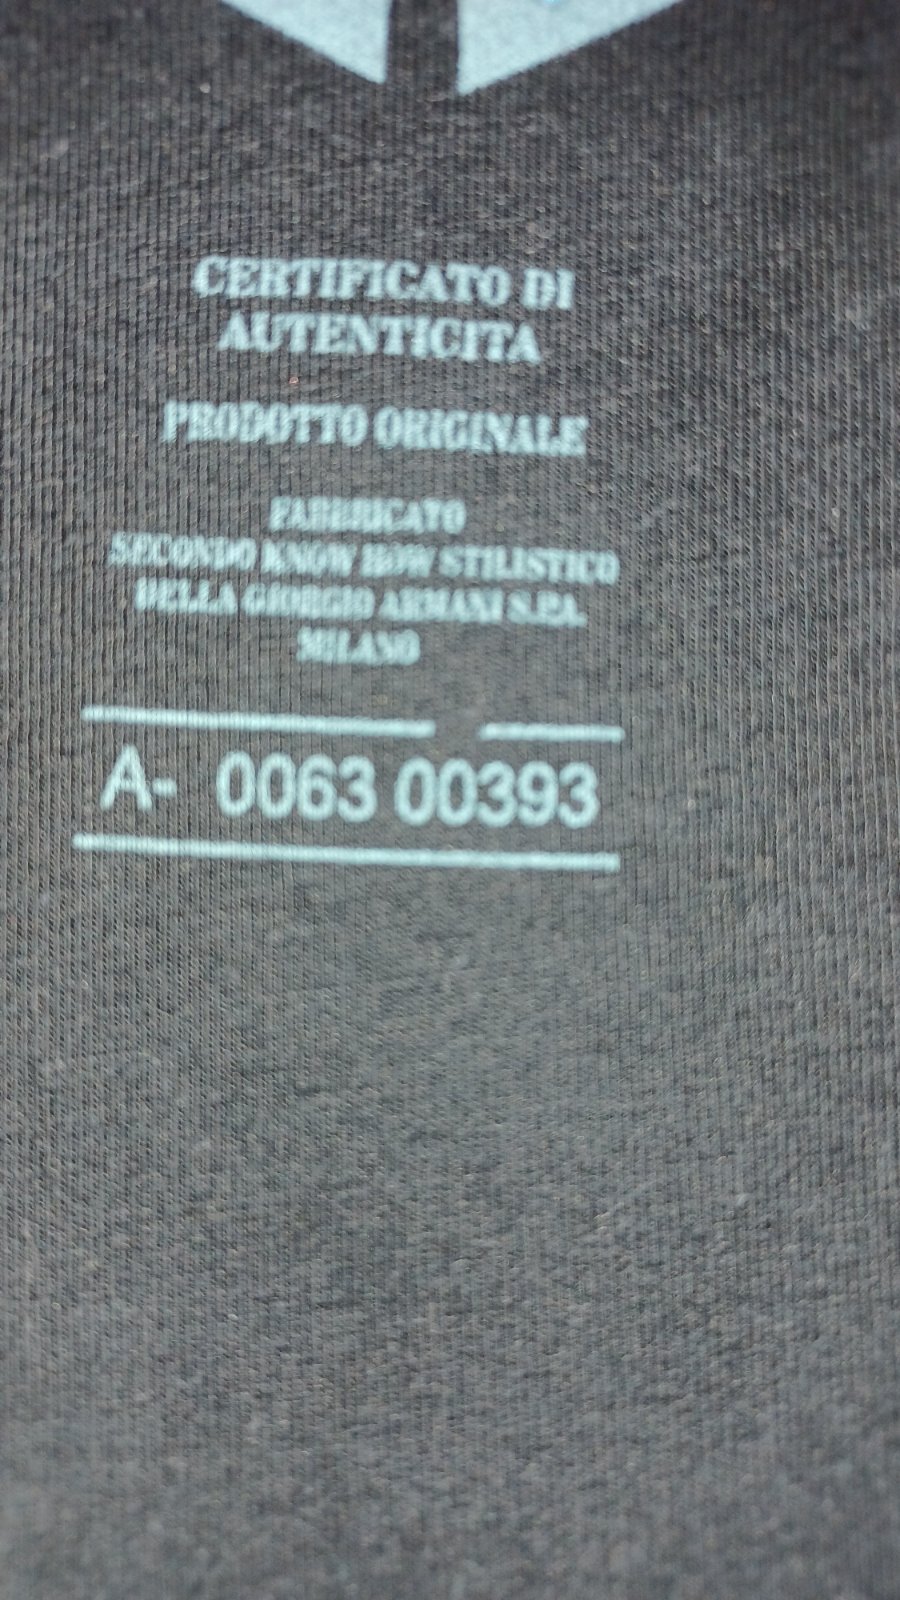 CERTIFICATO DI
AUTENTICITA
PRODOTTO ORIGINALE
FABBRICATO
SECONDO KNOW HOW STILISTICO
DELLA GIORGIO ARMANI S.P.A.
MILANO
A- 0063 00393